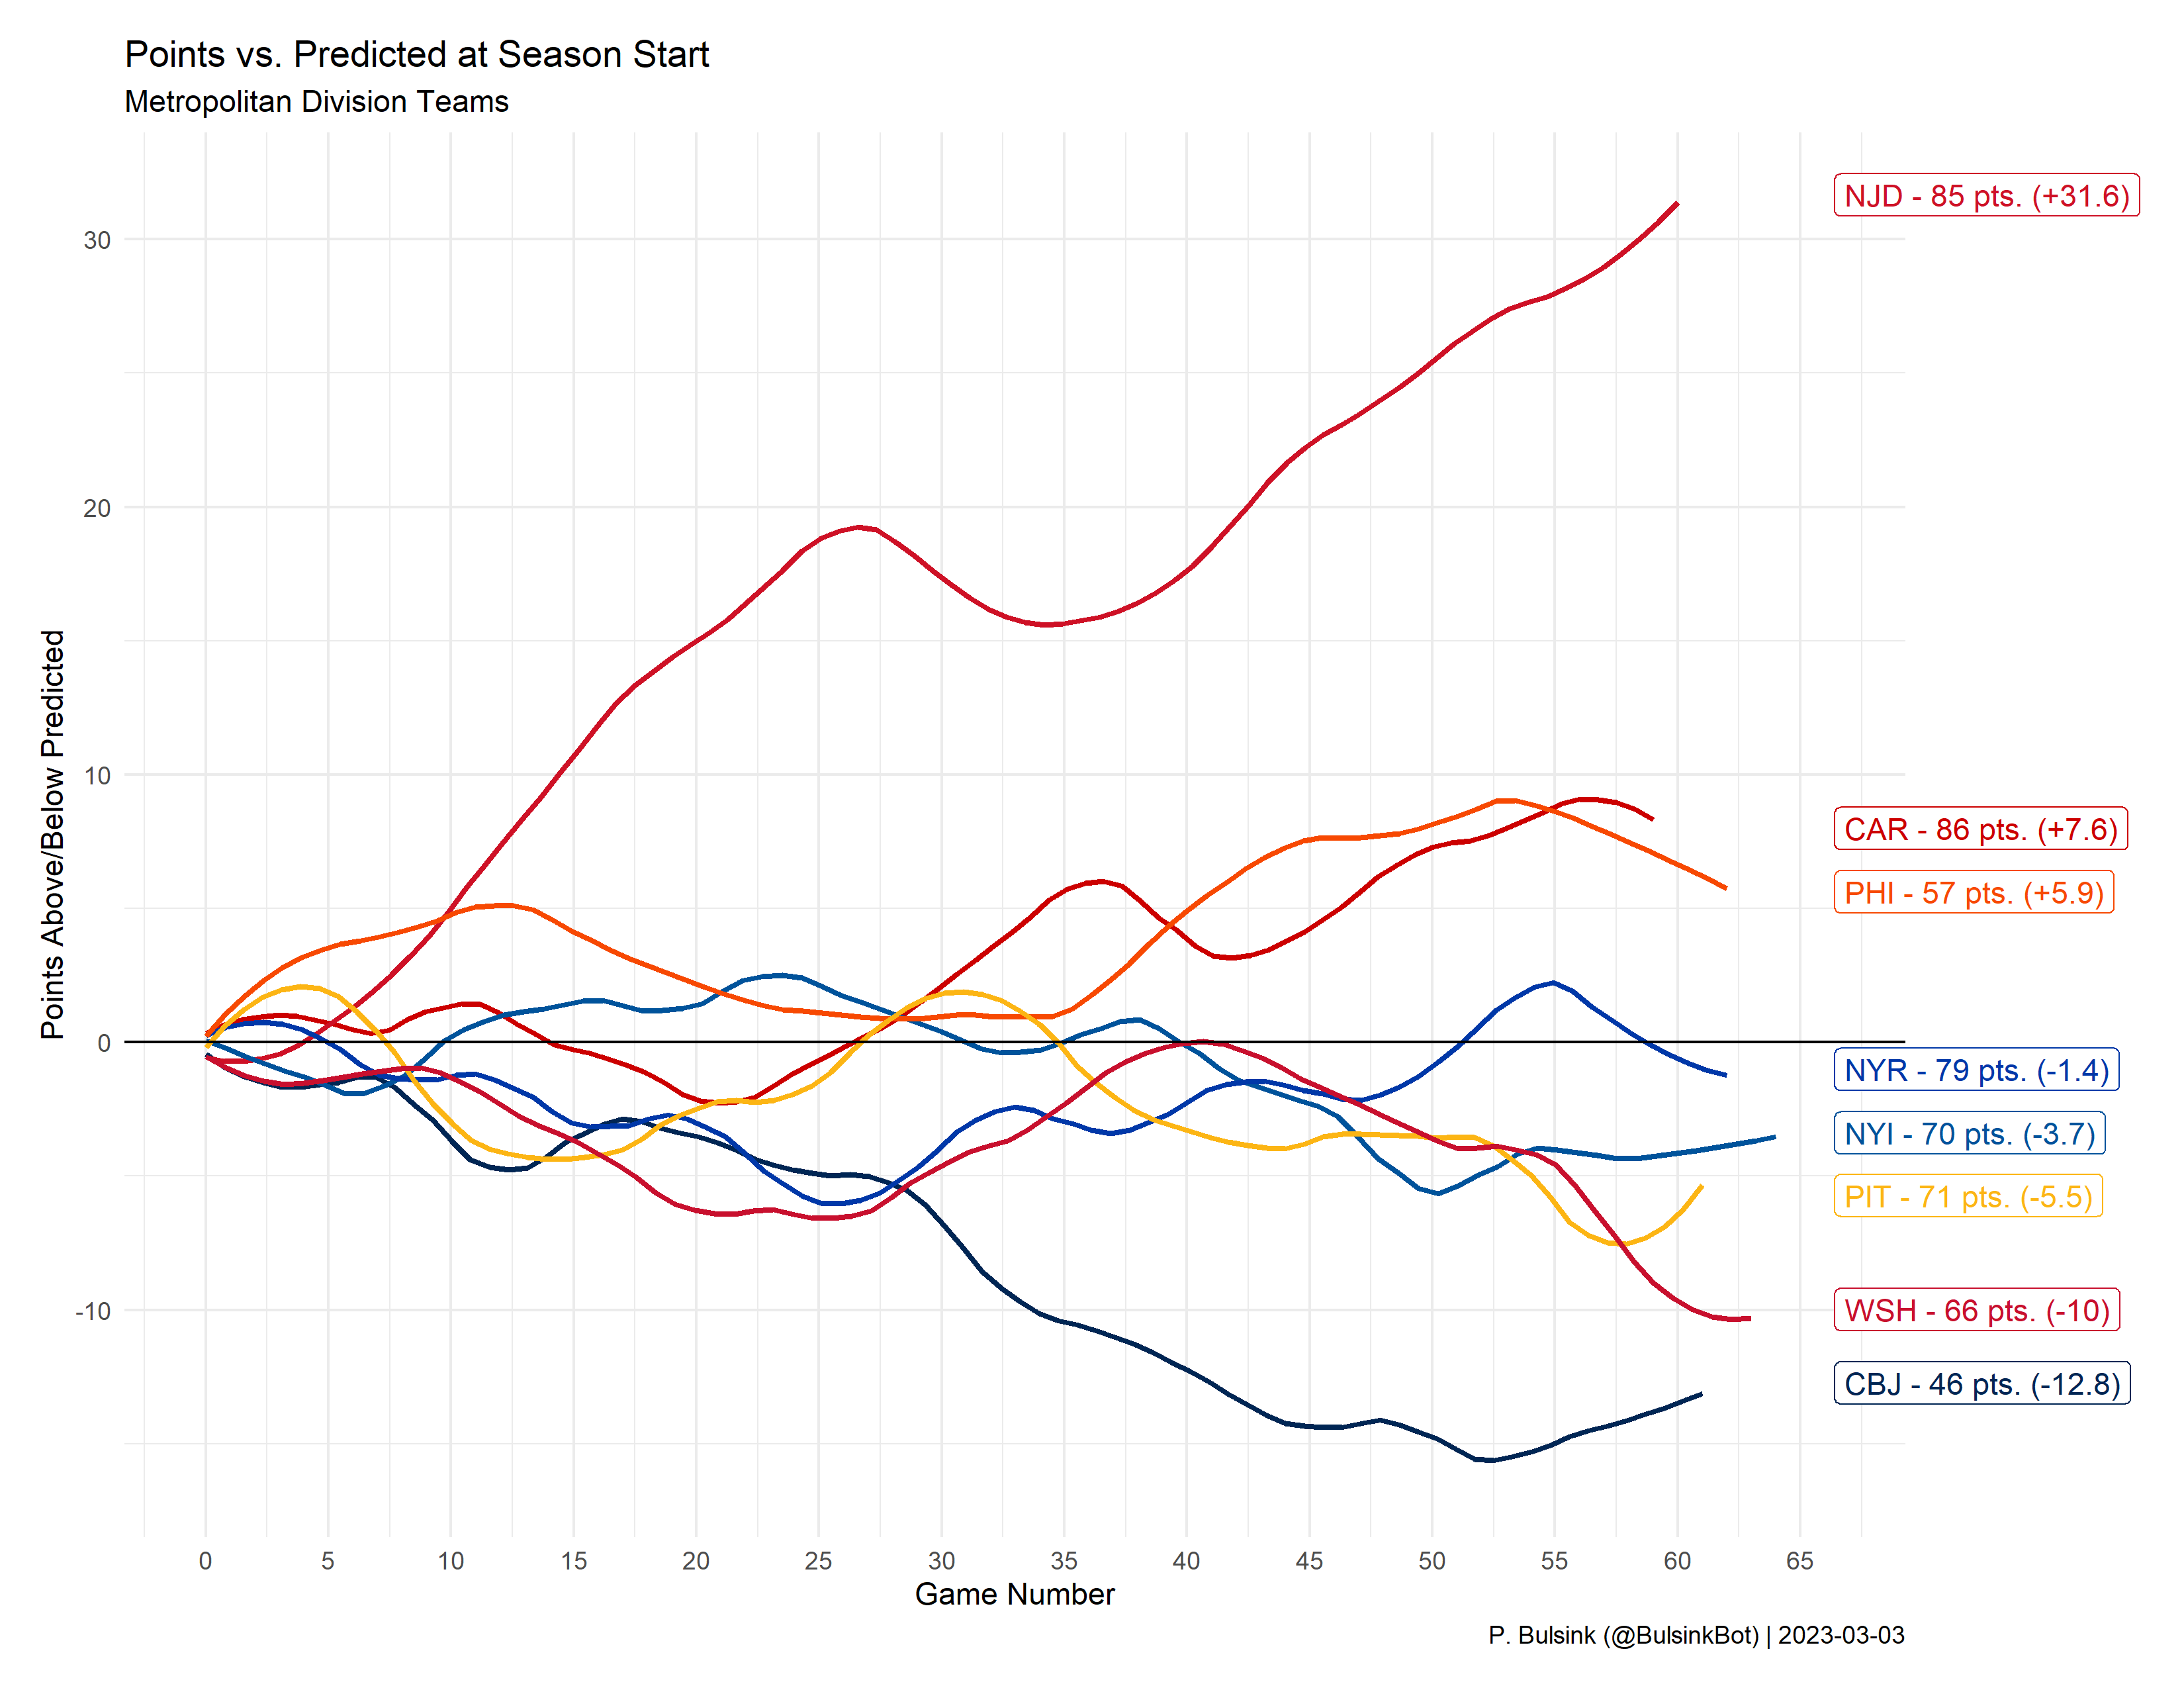 Points vs. Predicted at Season Start
Metropolitan Division Teams
Points Above/Below Predicted
30
20
10
0
-10
NJD - 85 pts. (+31.6)
CAR - 86 pts. (+7.6)
PHI - 57 pts. (+5.9)
NYR - 79 pts. (-1.4)
NYI - 70 pts. (-3.7)
PIT - 71 pts. (-5.5)
WSH - 66 pts. (-10)
CBJ - 46 pts. (-12.8)
0 5 10 15 20 25 30 35 40 45 50 55 60 65
Game Number
P. Bulsink (@BulsinkBot) | 2023-03-03